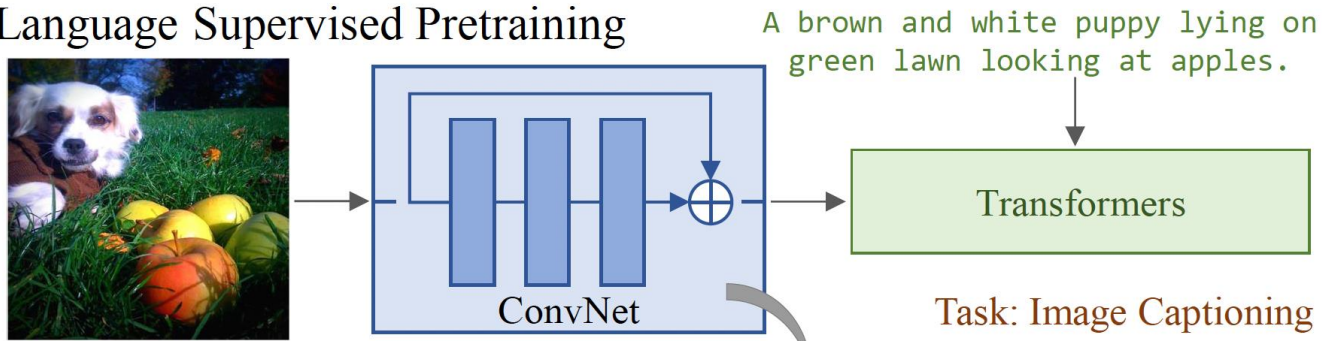 Language Supervised Pretraining
A brown and white puppy lying on
green lawn looking at apples.
Transformers
ConvNet
Task: Image Captioning